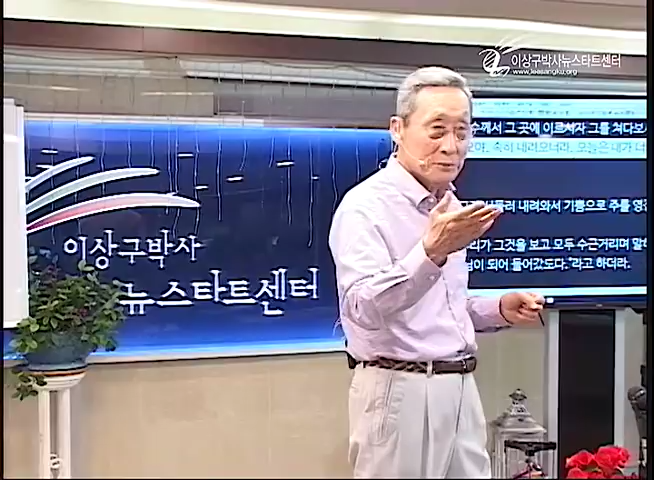 이상구박사뉴스타트센터
www.leesangku.org
이상구박사
뉴스타트센터
수께서 그 곳에 이르사 그를 쳐다보
속히 내려오너라. 오늘은 내가 너
내려와서 기쁨으로 주를 영
그것을 보고 모두 수근거리며 말하
님이 되어 들어갔도다."라고 하더라.